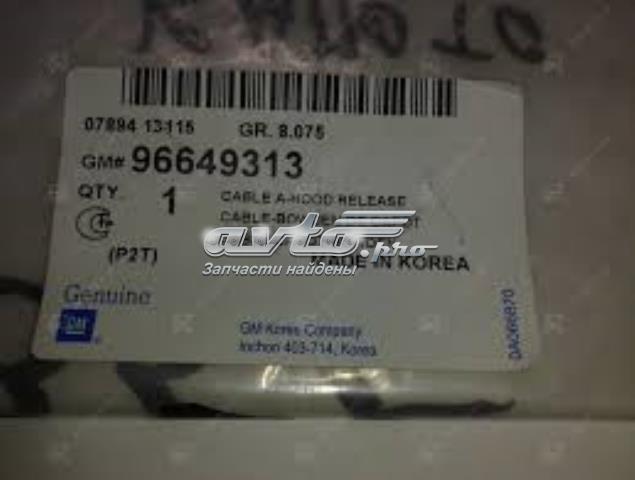 07894 13115 GR. 8.075
GM# 96649313
QTY. 1 CABLE A-HOOD RELEASE
(P2T)
MADE IN KOREA
avto.pro
Запчасти найдены
Genuine
GM
GM Korea Company
Inchon 403-714, Korea